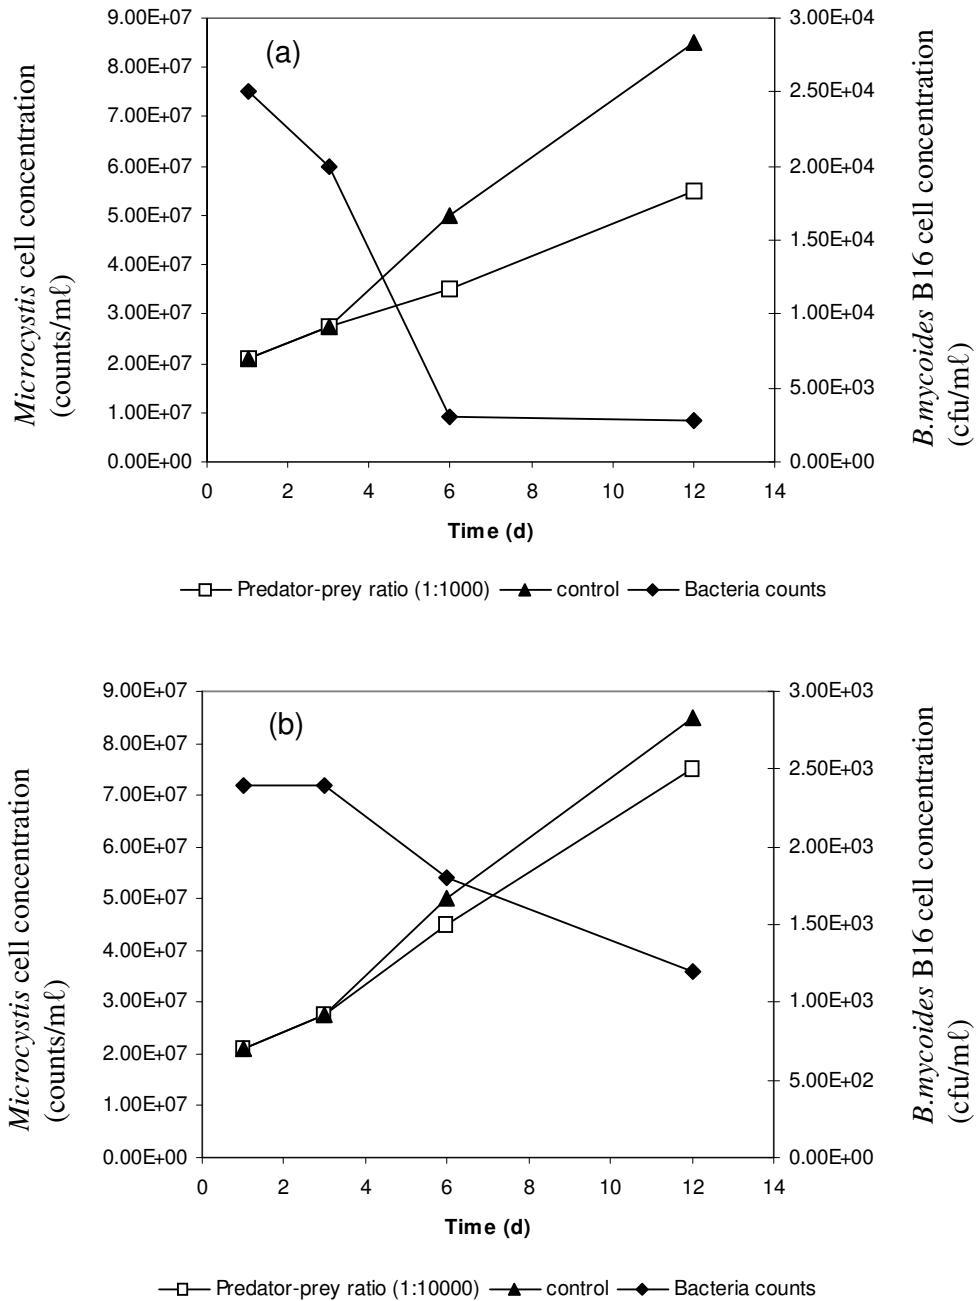 (a)
Microcystis cell concentration
(counts/mℓ)
9.00E+07
8.00E+07
7.00E+07
6.00E+07
5.00E+07
4.00E+07
3.00E+07
2.00E+07
1.00E+07
0.00E+00
3.00E+04
2.50E+04
2.00E+04
1.50E+04
1.00E+04
5.00E+03
0.00E+00
B.mycoides B16 cell concentration
(cfu/mℓ)
0 2 4 6 8 10 12 14
Time (d)
Predator-prey ratio (1:1000) control Bacteria counts
(b)
Microcystis cell concentration
(counts/mℓ)
9.00E+07
8.00E+07
7.00E+07
6.00E+07
5.00E+07
4.00E+07
3.00E+07
2.00E+07
1.00E+07
0.00E+00
3.00E+03
2.50E+03
2.00E+03
1.50E+03
1.00E+03
5.00E+02
0.00E+00
B.mycoides B16 cell concentration
(cfu/mℓ)
0 2 4 6 8 10 12 14
Time (d)
Predator-prey ratio (1:10000) control Bacteria counts